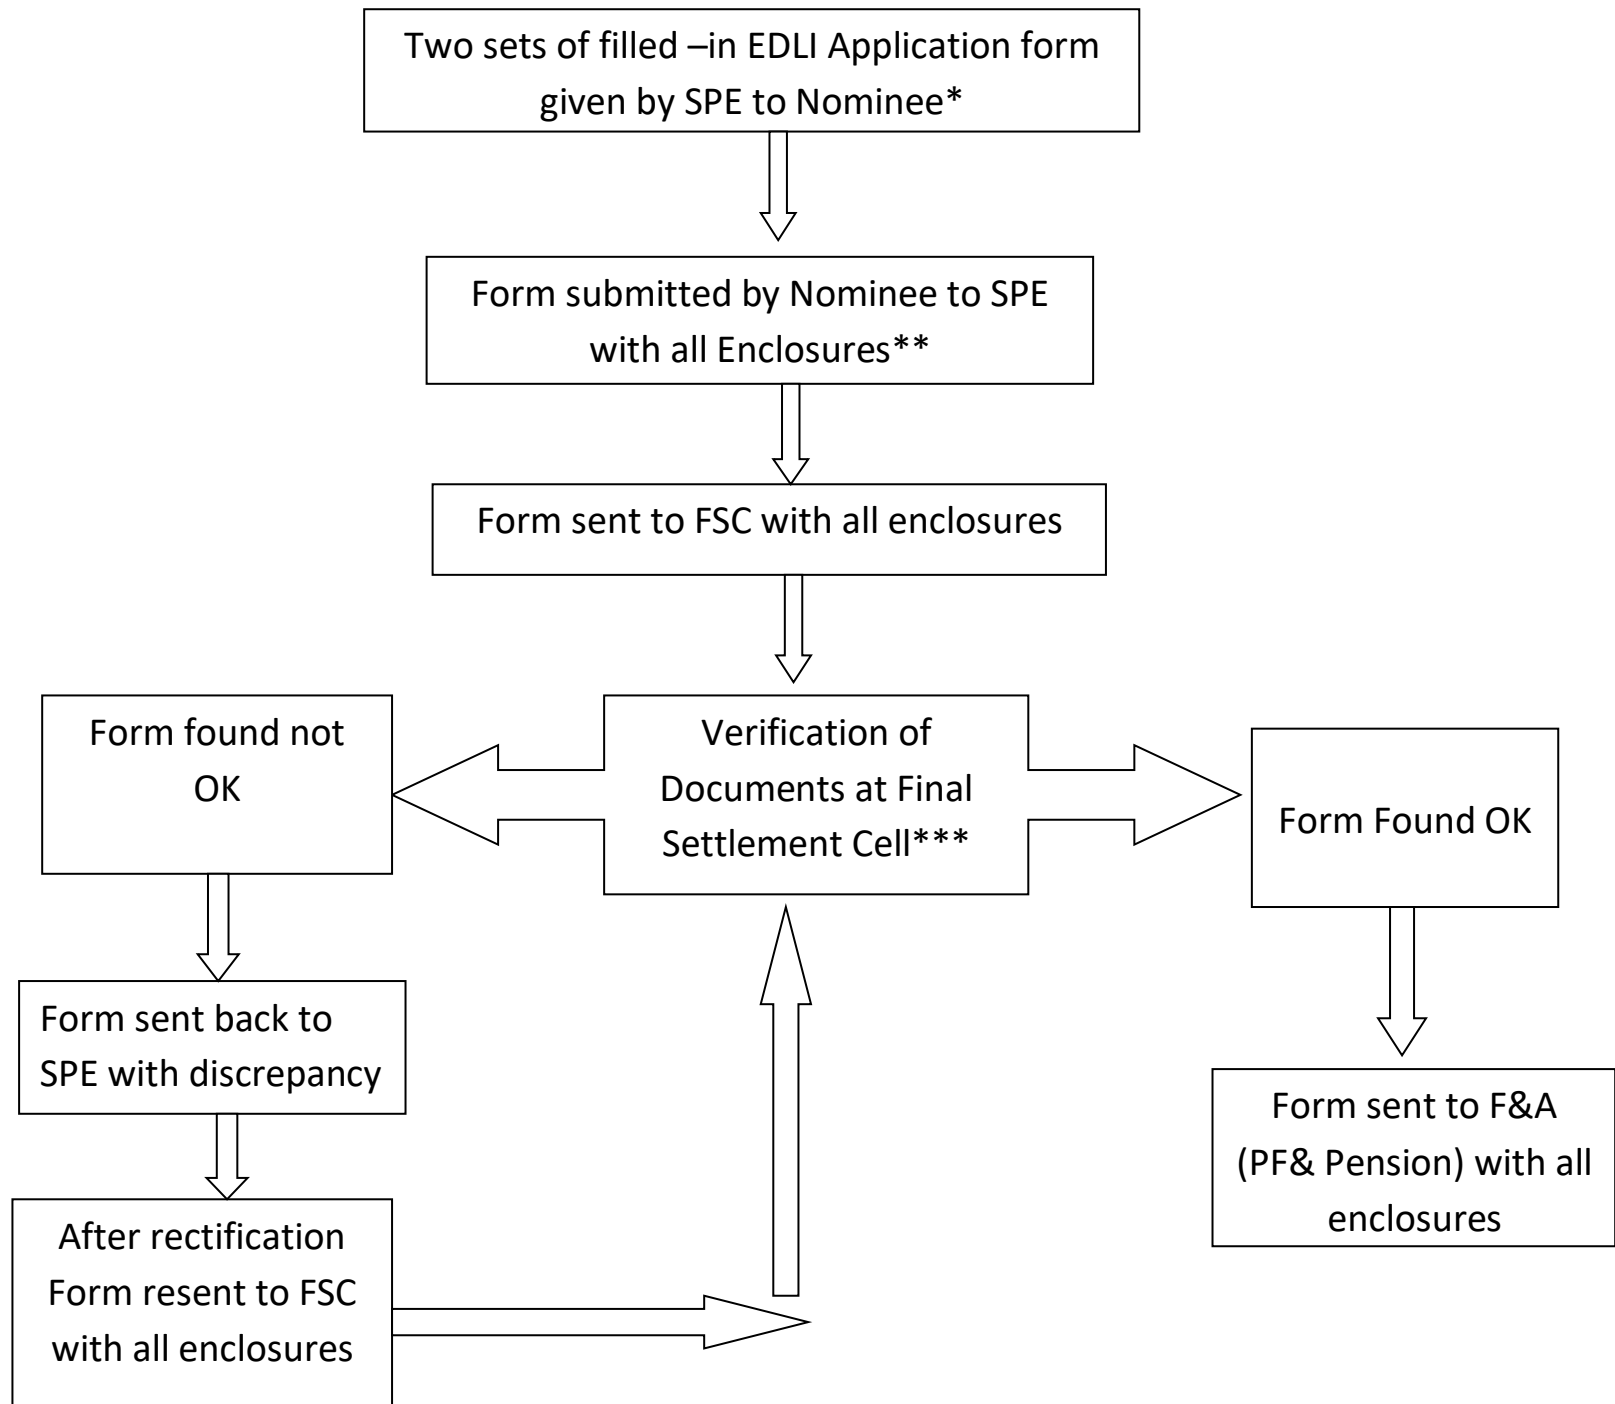 Two sets of filled –in EDLI Application form
given by SPE to Nominee*
Form submitted by Nominee to SPE
with all Enclosures**
Form sent to FSC with all enclosures
Verification of
Documents at Final
Settlement Cell***
Form found not
OK
Form Found OK
Form sent back to
SPE with discrepancy
After rectification
Form resent to FSC
with all enclosures
Form sent to F&A
(PF& Pension) with all
enclosures